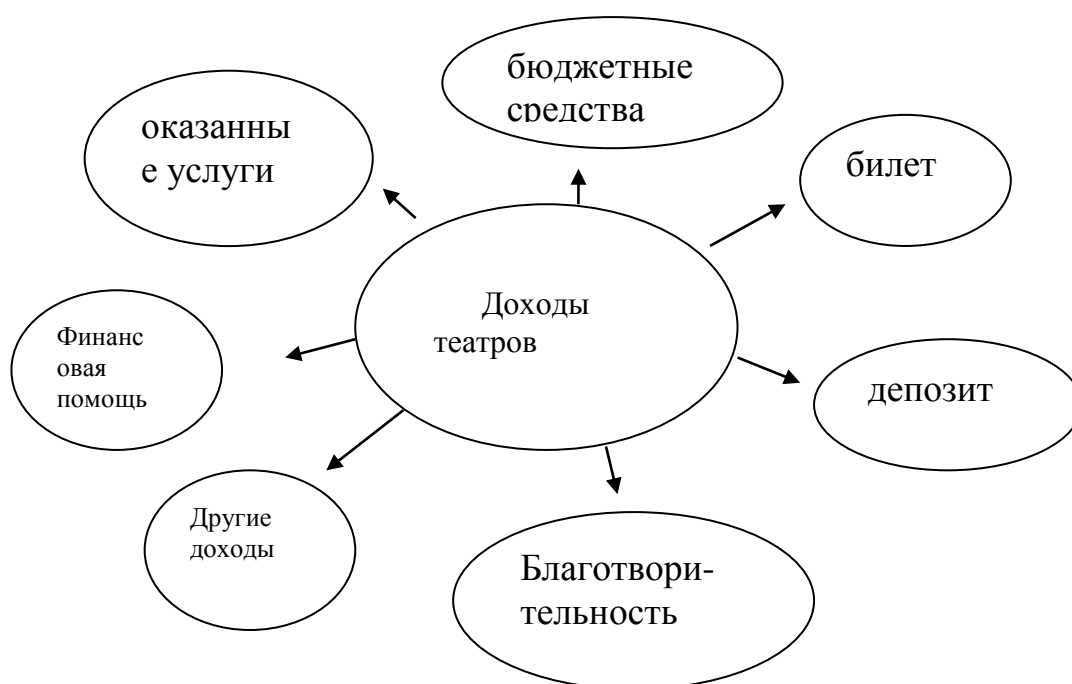 бюджетные
средства
оказанны
е услуги
билет
Доходы
театров
Финанс
овая
помощь
депозит
Другие
доходы
Благотвори-
тельность